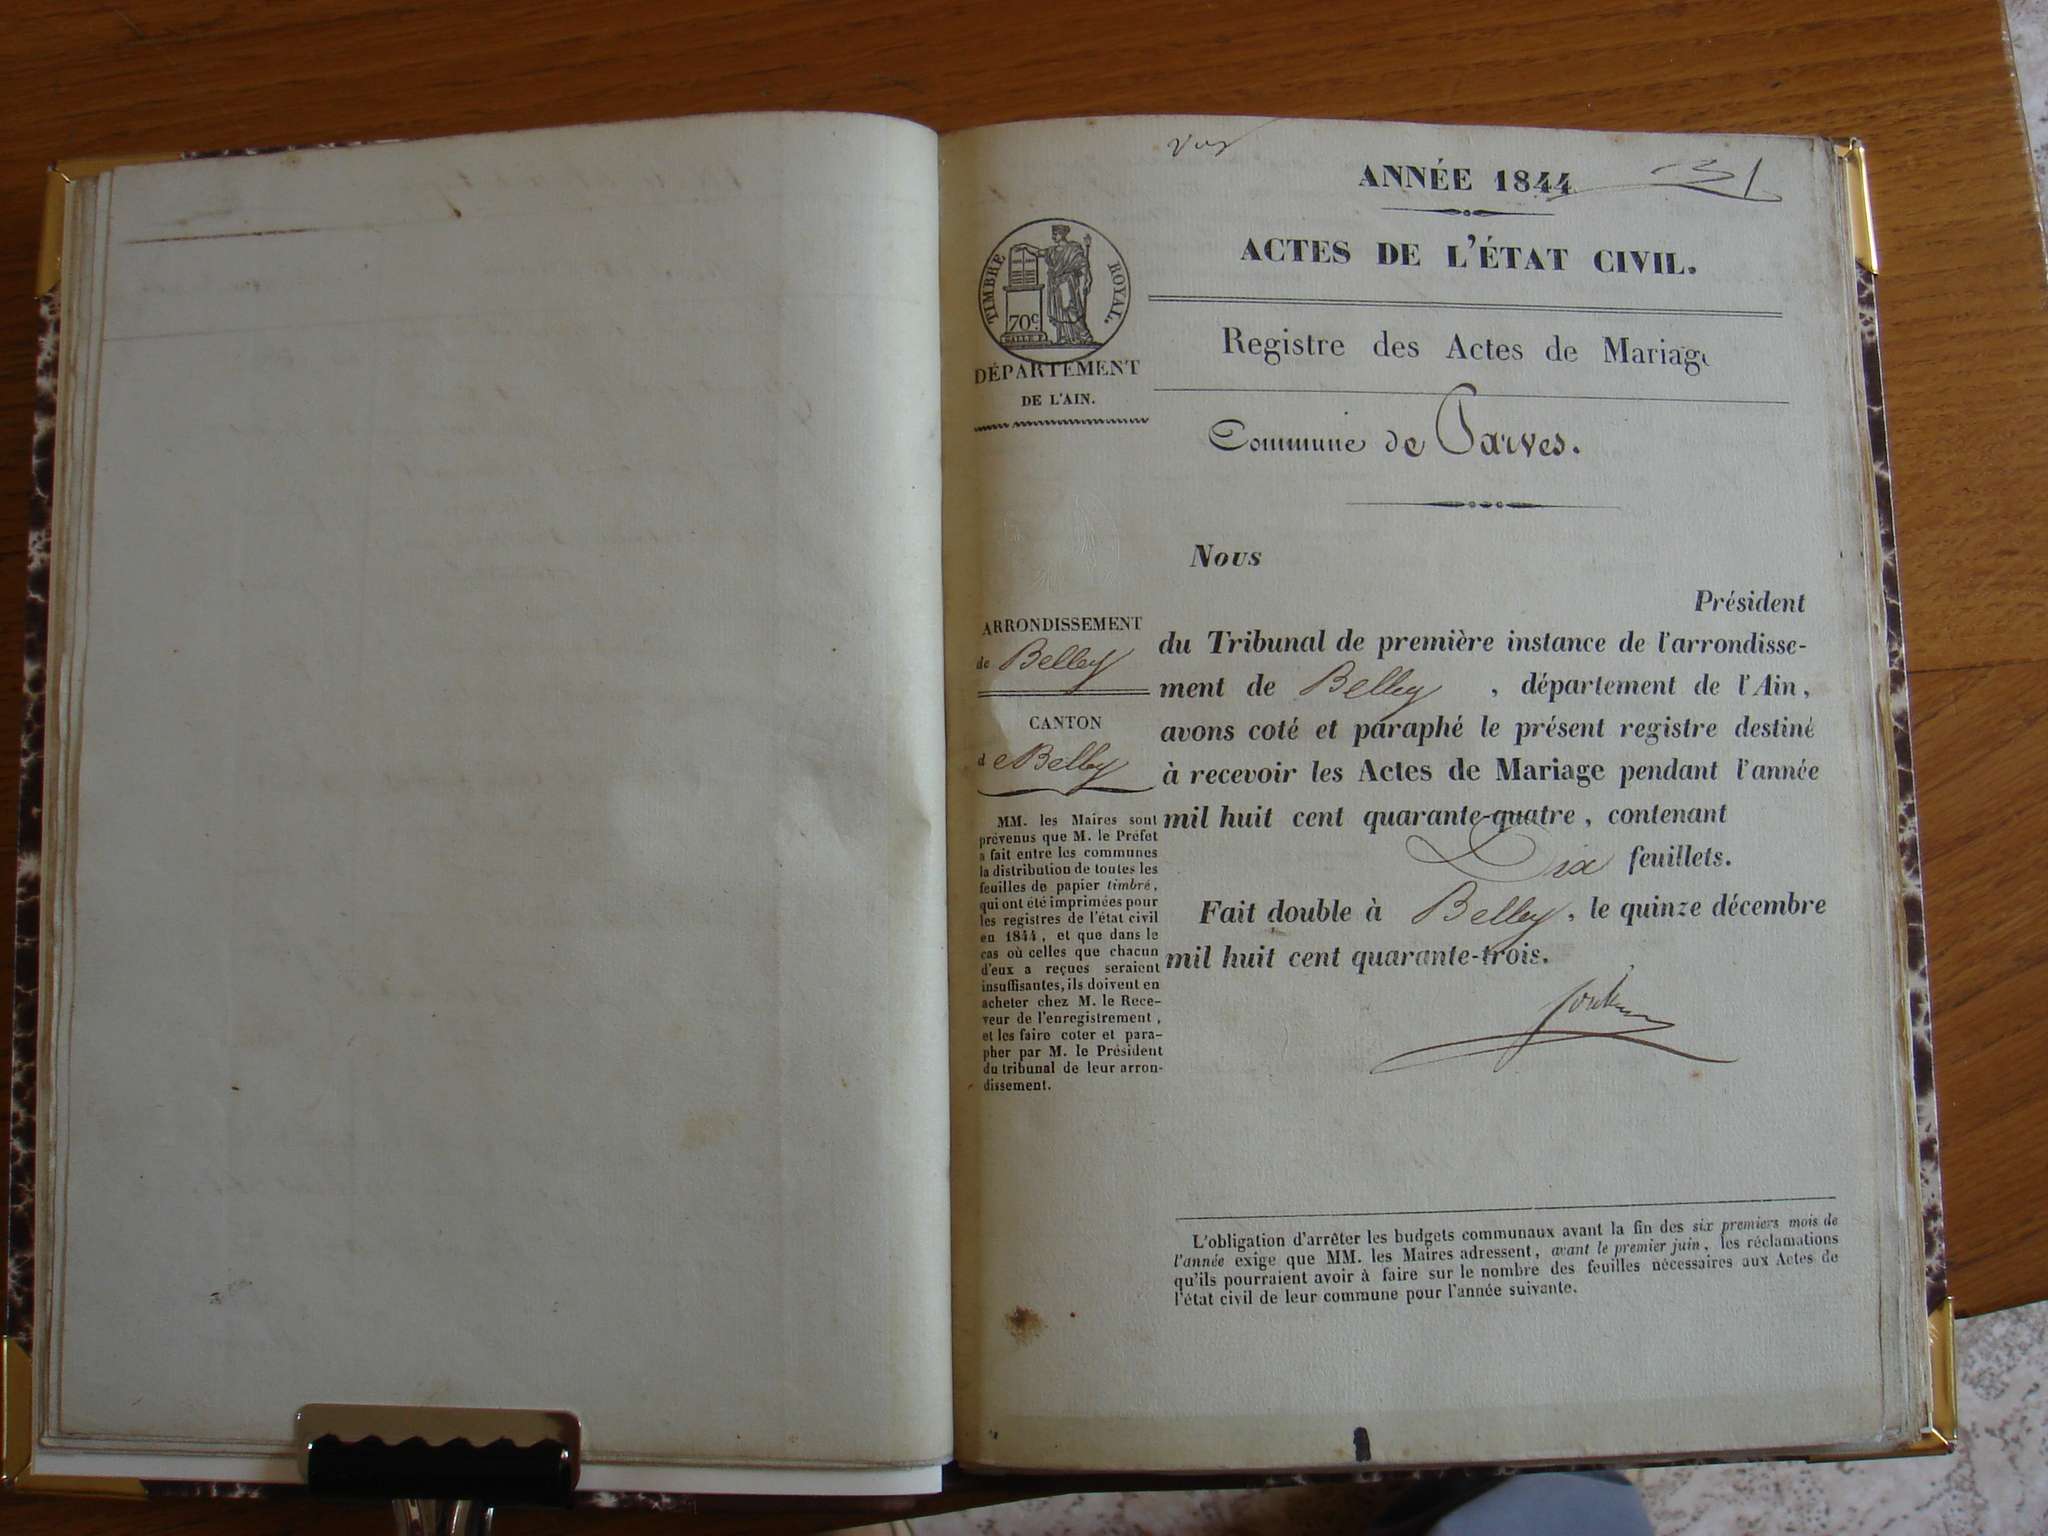 ANNÉE 1844
31
ACTES DE L'ÉTAT CIVIL.
TIMBRE ROYAL.
70c
DÉPARTEMENT
DE L'AIN.
Registre des Actes de Mariage
Commune de Parves.
Nous
Président
ARRONDISSEMENT
de Belley
CANTON
de Belley
du Tribunal de première instance de l'arrondisse-
ment de Belley, département de l'Ain,
avons coté et paraphé le présent registre destiné
à recevoir les Actes de Mariage pendant l'année
mil huit cent quarante-quatre, contenant
Dix feuillets.
Fait double à Belley, le quinze décembre
mil huit cent quarante-trois.
MM. les Maires sont
prévenus que M. le Préfet
a fait entre les communes
la distribution de toutes les
feuilles de papier timbré,
qui ont été imprimées pour
les registres de l'état civil
en 1844, et que dans le
cas où celles que chacun
d'eux a reçues seraient
insuffisantes, ils doivent en
acheter chez M. le Rece-
veur de l'enregistrement,
et les faire coter et para-
pher par M. le Président
du tribunal de leur arron-
dissement.
L'obligation d'arrêter les budgets communaux avant la fin des six premiers mois de
l'année exige que MM. les Maires adressent, avant le premier juin, les réclamations
qu'ils pourraient avoir à faire sur le nombre des feuilles nécessaires aux Actes de
l'état civil de leur commune pour l'année suivante.